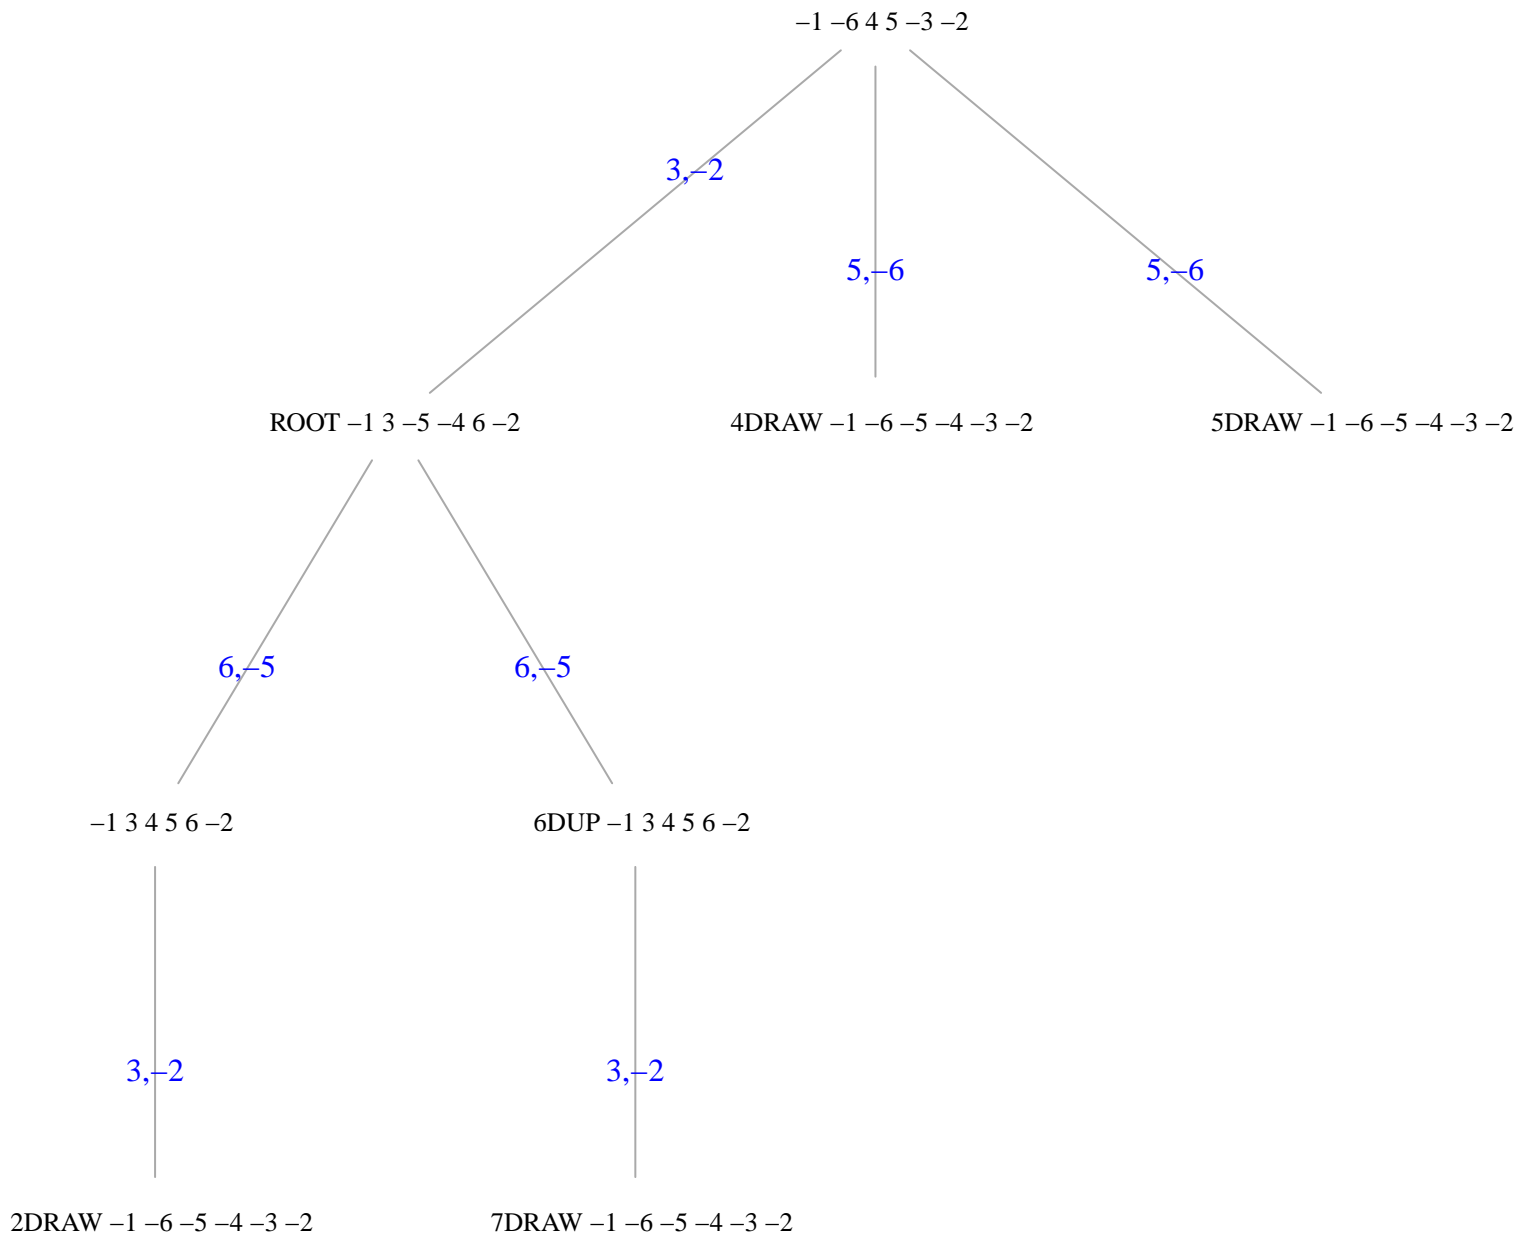 –1 –6 4 5 –3 –2
3,–2
5,–6
5,–6
ROOT –1 3 –5 –4 6 –2
4DRAW –1 –6 –5 –4 –3 –2
5DRAW –1 –6 –5 –4 –3 –2
6,–5
6,–5
–1 3 4 5 6 –2
6DUP –1 3 4 5 6 –2
3,–2
3,–2
2DRAW –1 –6 –5 –4 –3 –2
7DRAW –1 –6 –5 –4 –3 –2